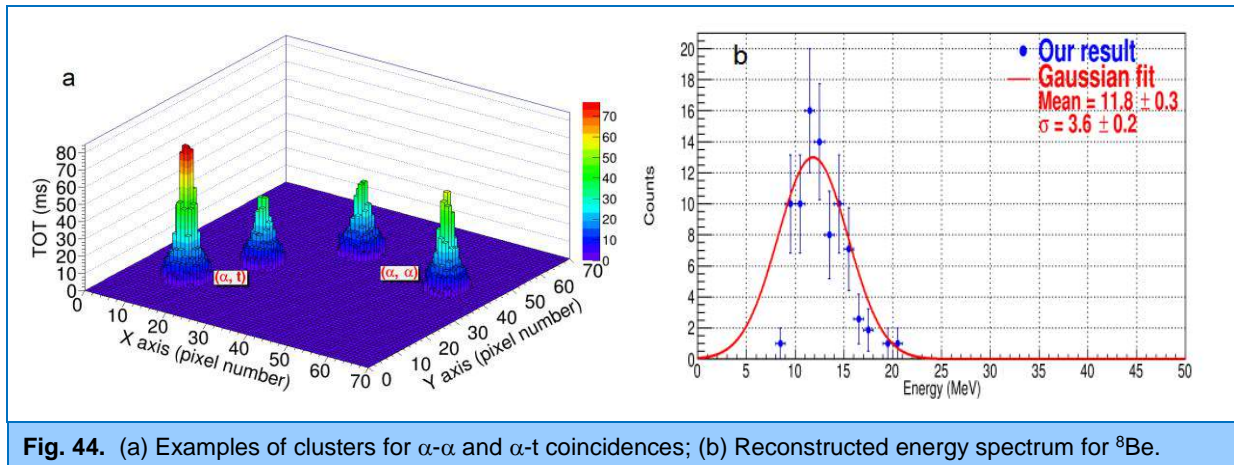 a
TOT (ms)
80
70
60
50
40
30
20
10
0
0
10
20
30
40
50
60
70
X axis (pixel number)
0
10
20
30
40
50
60
70
Y axis (pixel number)
(α, t)
(α, α)
70
60
50
40
30
20
10
0
b
Our result
Gaussian fit
Mean = 11.8 ± 0.3
σ = 3.6 ± 0.2
Counts
20
18
16
14
12
10
8
6
4
2
0
0 5 10 15 20 25 30 35 40 45 50
Energy (MeV)
Fig. 44. (a) Examples of clusters for α-α and α-t coincidences; (b) Reconstructed energy spectrum for ⁸Be.